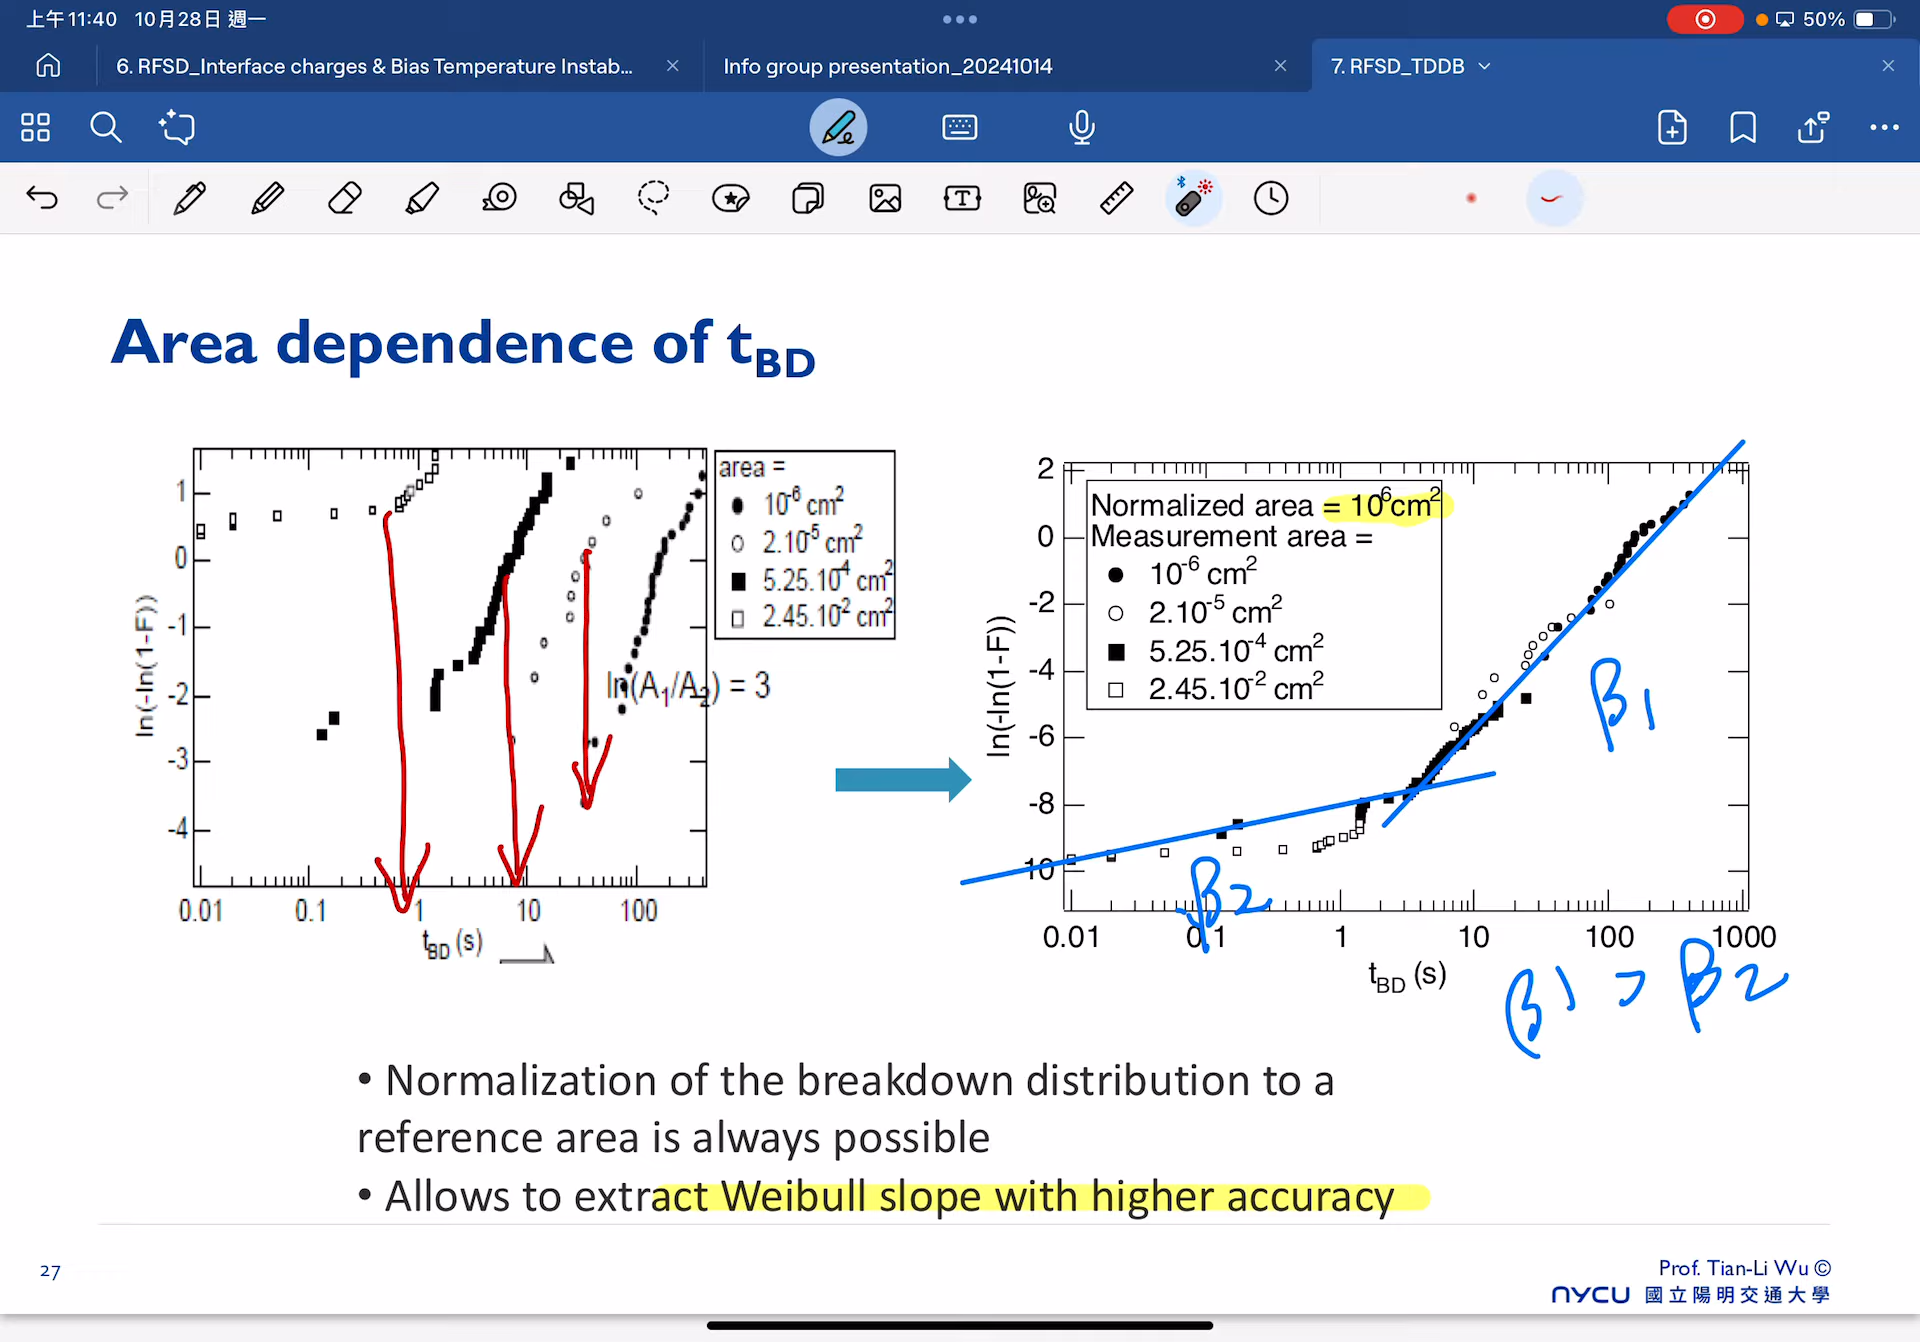 上午11:40 10月28日 週一
50%
6. RFSD_Interface charges & Bias Temperature Instab...
Info group presentation_20241014
7. RFSD_TDDB
Area dependence of tBD
ln(-ln(1-F))
1
0
-1
-2
-3
-4
0.01 0.1 1 10 100
tBD (s)
area =
10-6 cm2
2.10-5 cm2
5.25.10-4 cm2
2.45.10-2 cm2
ln(A1/A2) = 3
ln(-ln(1-F))
2
0
-2
-4
-6
-8
10
Normalized area = 106cm2
Measurement area =
10-6 cm2
2.10-5 cm2
5.25.10-4 cm2
2.45.10-2 cm2
β1
β2
0.01 0.1 1 10 100 1000
tBD (s)
β1 > β2
• Normalization of the breakdown distribution to a
reference area is always possible
• Allows to extract Weibull slope with higher accuracy
27
Prof. Tian-Li Wu ©
NYCU 國立陽明交通大學